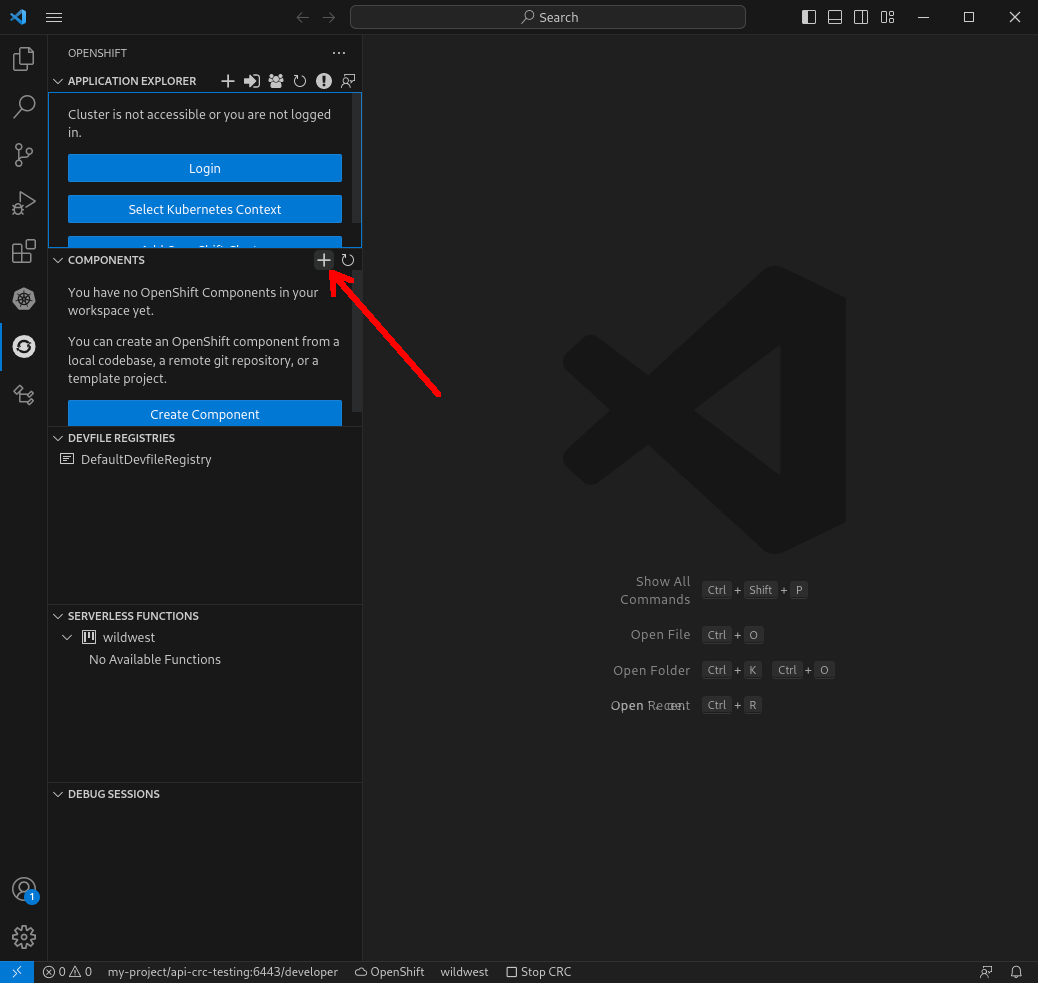 Search
OPENSHIFT
APPLICATION EXPLORER
Cluster is not accessible or you are not logged
in.
Login
Select Kubernetes Context
COMPONENTS
You have no OpenShift Components in your
workspace yet.
You can create an OpenShift component from a
local codebase, a remote git repository, or a
template project.
Create Component
DEVFILE REGISTRIES
DefaultDevfileRegistry
SERVERLESS FUNCTIONS
wildwest
No Available Functions
DEBUG SESSIONS
Show All
Commands
Ctrl + Shift + P
Open File Ctrl + O
Open Folder Ctrl + K Ctrl + O
Open Recent Ctrl + R
1
0 0 my-project/api-crc-testing:6443/developer OpenShift wildwest Stop CRC